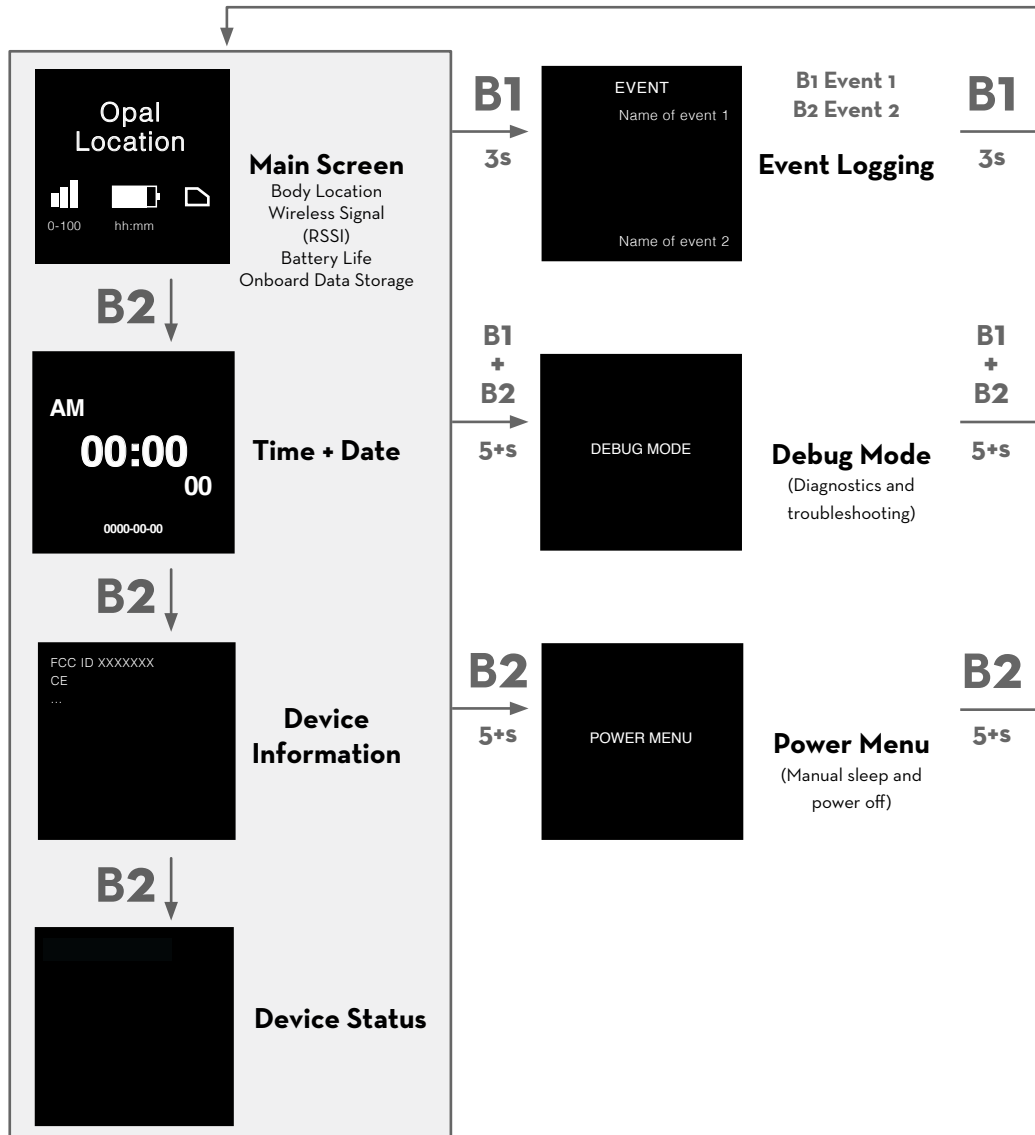 Opal
Location
0-100
hh:mm
Main Screen
Body Location
Wireless Signal
(RSSI)
Battery Life
Onboard Data Storage
B1
3s
EVENT
Name of event 1
Name of event 2
B1 Event 1
B2 Event 2
Event Logging
B1
3s
B2
AM
00:00
00
0000-00-00
Time + Date
B1
+
B2
5+s
DEBUG MODE
Debug Mode
(Diagnostics and
troubleshooting)
B1
+
B2
5+s
B2
FCC ID XXXXXXX
CE
...
Device
Information
B2
5+s
POWER MENU
Power Menu
(Manual sleep and
power off)
B2
5+s
B2
Device Status